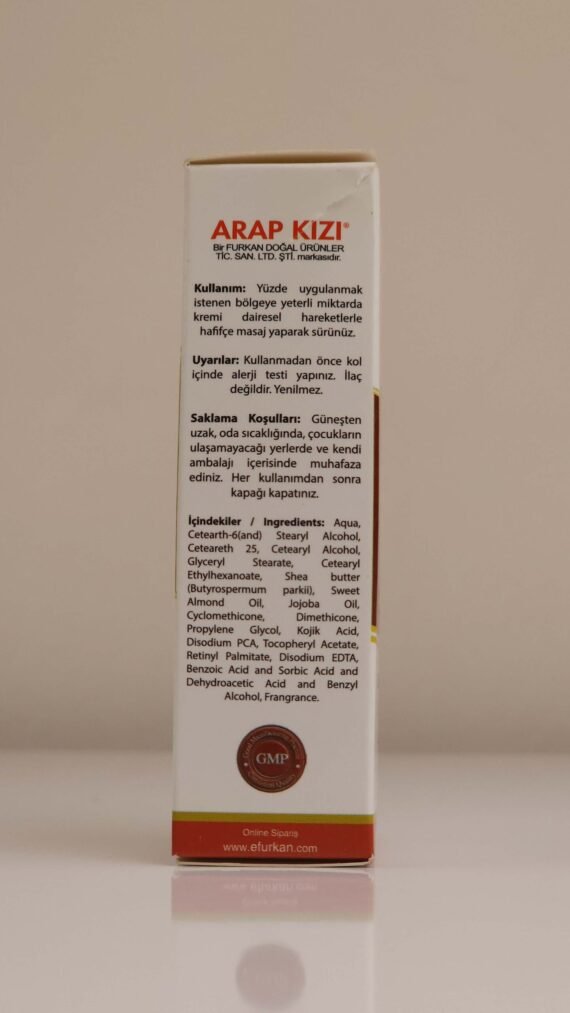 ARAP KIZI®
Bir FURKAN DOĞAL ÜRÜNLER
TİC. SAN. LTD. ŞTİ. markasıdır.
Kullanım: Yüzde uygulanmak
istenen bölgeye yeterli miktarda
kremi dairesel hareketlerle
hafifçe masaj yaparak sürünüz.
Uyarılar: Kullanmadan önce kol
içinde alerji testi yapınız. İlaç
değildir. Yenilmez.
Saklama Koşulları: Güneşten
uzak, oda sıcaklığında, çocukların
ulaşamayacağı yerlerde ve kendi
ambalajı içerisinde muhafaza
ediniz. Her kullanımdan sonra
kapağı kapatınız.
İçindekiler / Ingredients: Aqua,
Cetearth-6(and) Stearyl Alcohol,
Ceteareth 25, Cetearyl Alcohol,
Glyceryl Stearate, Cetearyl
Ethylhexanoate, Shea butter
(Butyrospermum parkii), Sweet
Almond Oil, Jojoba Oil,
Cyclomethicone, Dimethicone,
Propylene Glycol, Kojik Acid,
Disodium PCA, Tocopheryl Acetate,
Retinyl Palmitate, Disodium EDTA,
Benzoic Acid and Sorbic Acid and
Dehydroacetic Acid and Benzyl
Alcohol, Frangrance.
GMP
Online Sipariş
www.efurkan.com